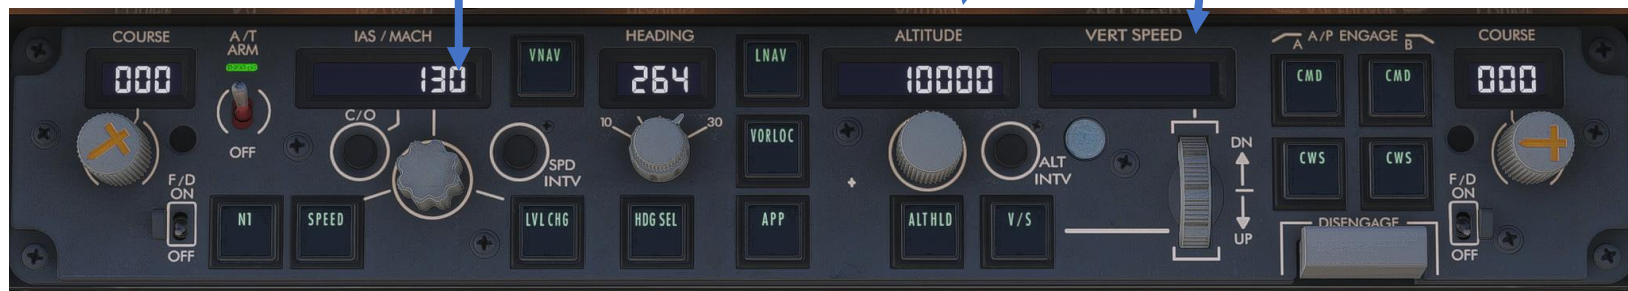 COURSE
A/T
ARM
IAS / MACH
VNAV
HEADING
LNAV
ALTITUDE
VERT SPEED
A/P ENGAGE
A
B
COURSE
000
130
264
10000
CMD
CMD
000
C/O
10
30
VORLOC
OFF
SPD
INTV
ALT
INTV
DN
CWS
CWS
F/D
ON
F/D
ON
N1
SPEED
LVL CHG
HDG SEL
APP
ALT HLD
V/S
UP
DISENGAGE
OFF
OFF